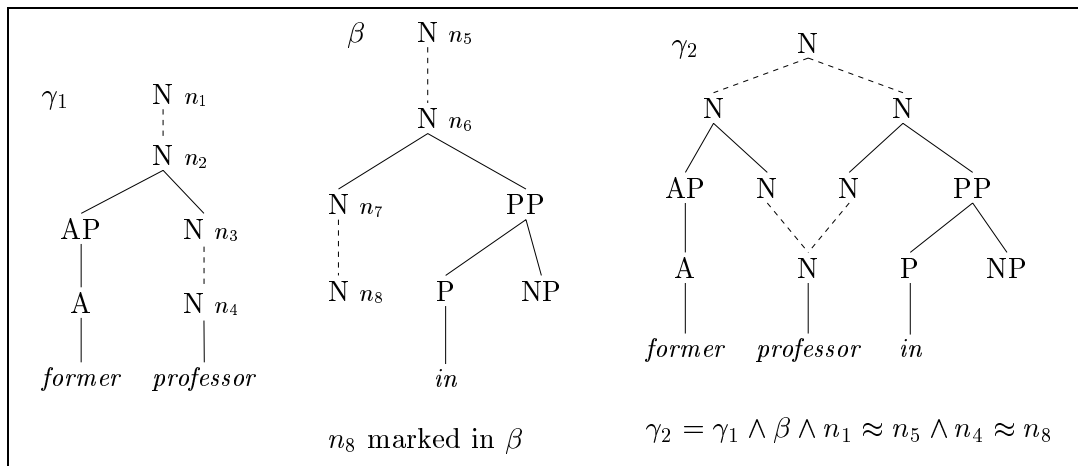 γ₁
N n₁
N n₂
AP N n₃
A N n₄
former professor
β N n₅
N n₆
N n₇ PP
N n₈ P NP
in
n₈ marked in β
γ₂ N
N N
AP N N PP
A N P NP
former professor in
γ₂ = γ₁ ∧ β ∧ n₁ ≈ n₅ ∧ n₄ ≈ n₈